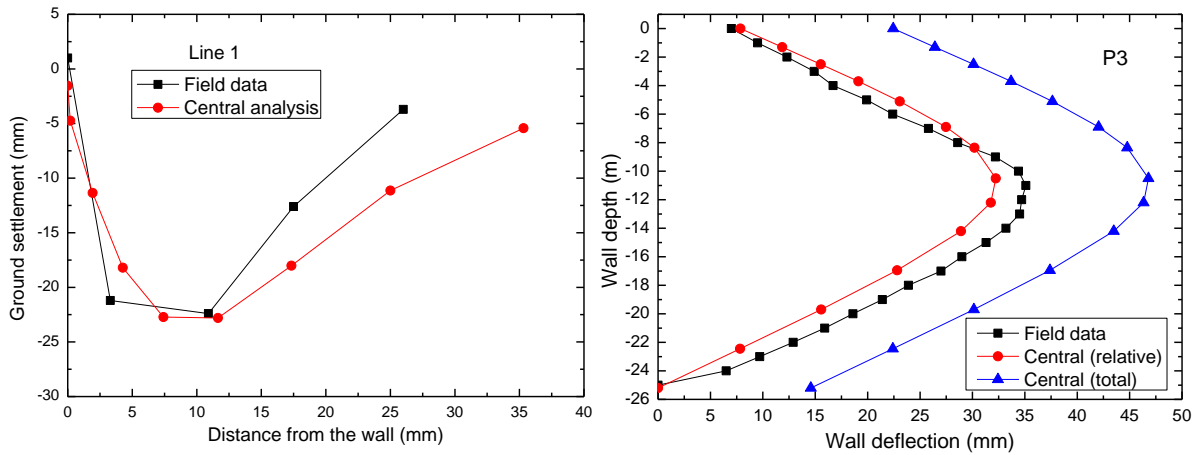 Line 1
Field data
Central analysis
Ground settlement (mm)
5
0
-5
-10
-15
-20
-25
-30
0 5 10 15 20 25 30 35 40
Distance from the wall (mm)
P3
Wall depth (m)
0
-2
-4
-6
-8
-10
-12
-14
-16
-18
-20
-22
-24
-26
Field data
Central (relative)
Central (total)
0 5 10 15 20 25 30 35 40 45 50
Wall deflection (mm)